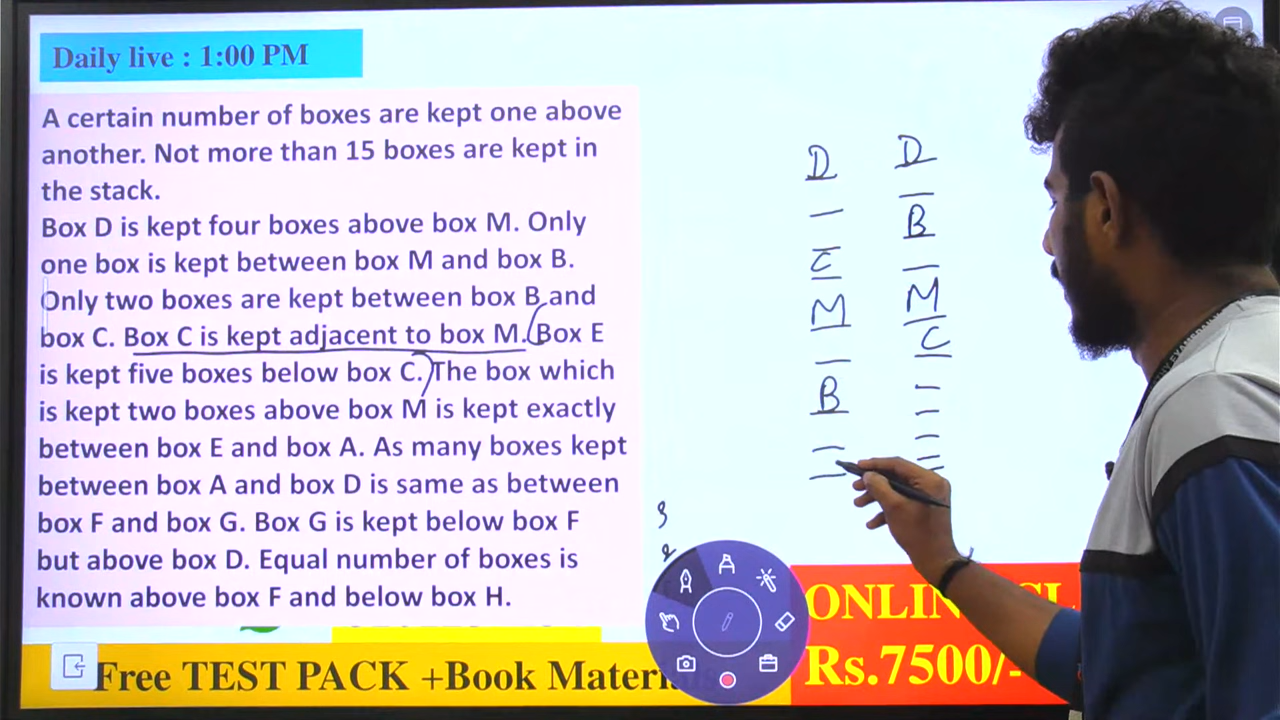 Daily live : 1:00 PM
A certain number of boxes are kept one above
another. Not more than 15 boxes are kept in
the stack.
Box D is kept four boxes above box M. Only
one box is kept between box M and box B.
Only two boxes are kept between box B and
box C. Box C is kept adjacent to box M. Box E
is kept five boxes below box C. The box which
is kept two boxes above box M is kept exactly
between box E and box A. As many boxes kept
between box A and box D is same as between
box F and box G. Box G is kept below box F
but above box D. Equal number of boxes is
known above box F and below box H.
D
C
M
B
D
B
M
C
ONLIN
Rs.7500/-
Free TEST PACK +Book Materi